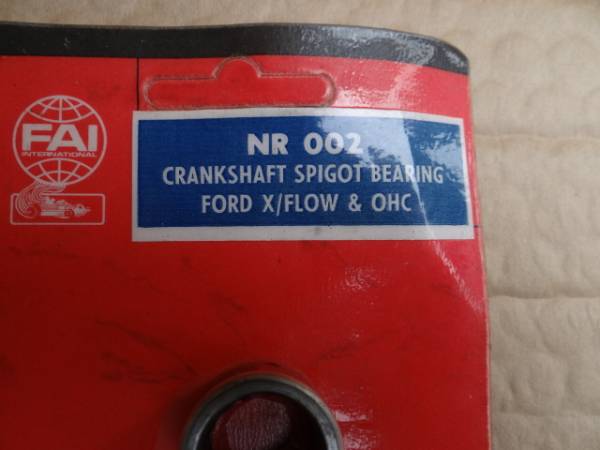 FAI
INTERNATIONAL
NR 002
CRANKSHAFT SPIGOT BEARING
FORD X/FLOW & OHC